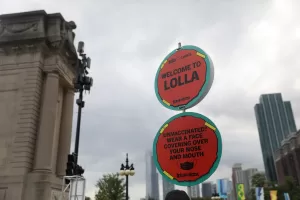 WELCOME TO
LOLLA
UNVACCINATED?
WEAR A FACE
COVERING OVER
YOUR NOSE
AND MOUTH